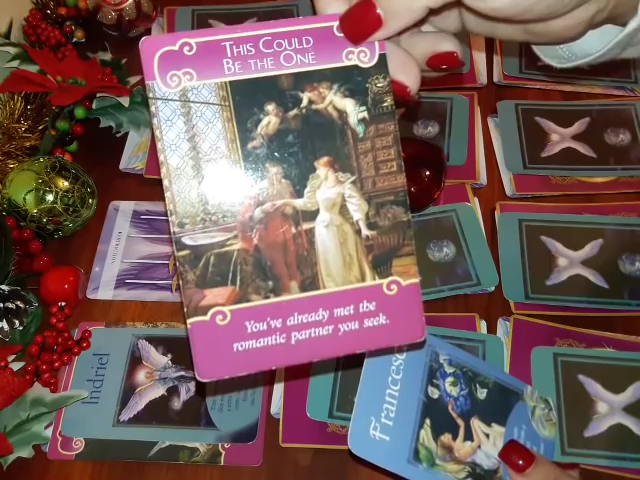 THIS COULD
BE THE ONE
You've already met the
romantic partner you seek.
Indriel
Francesca